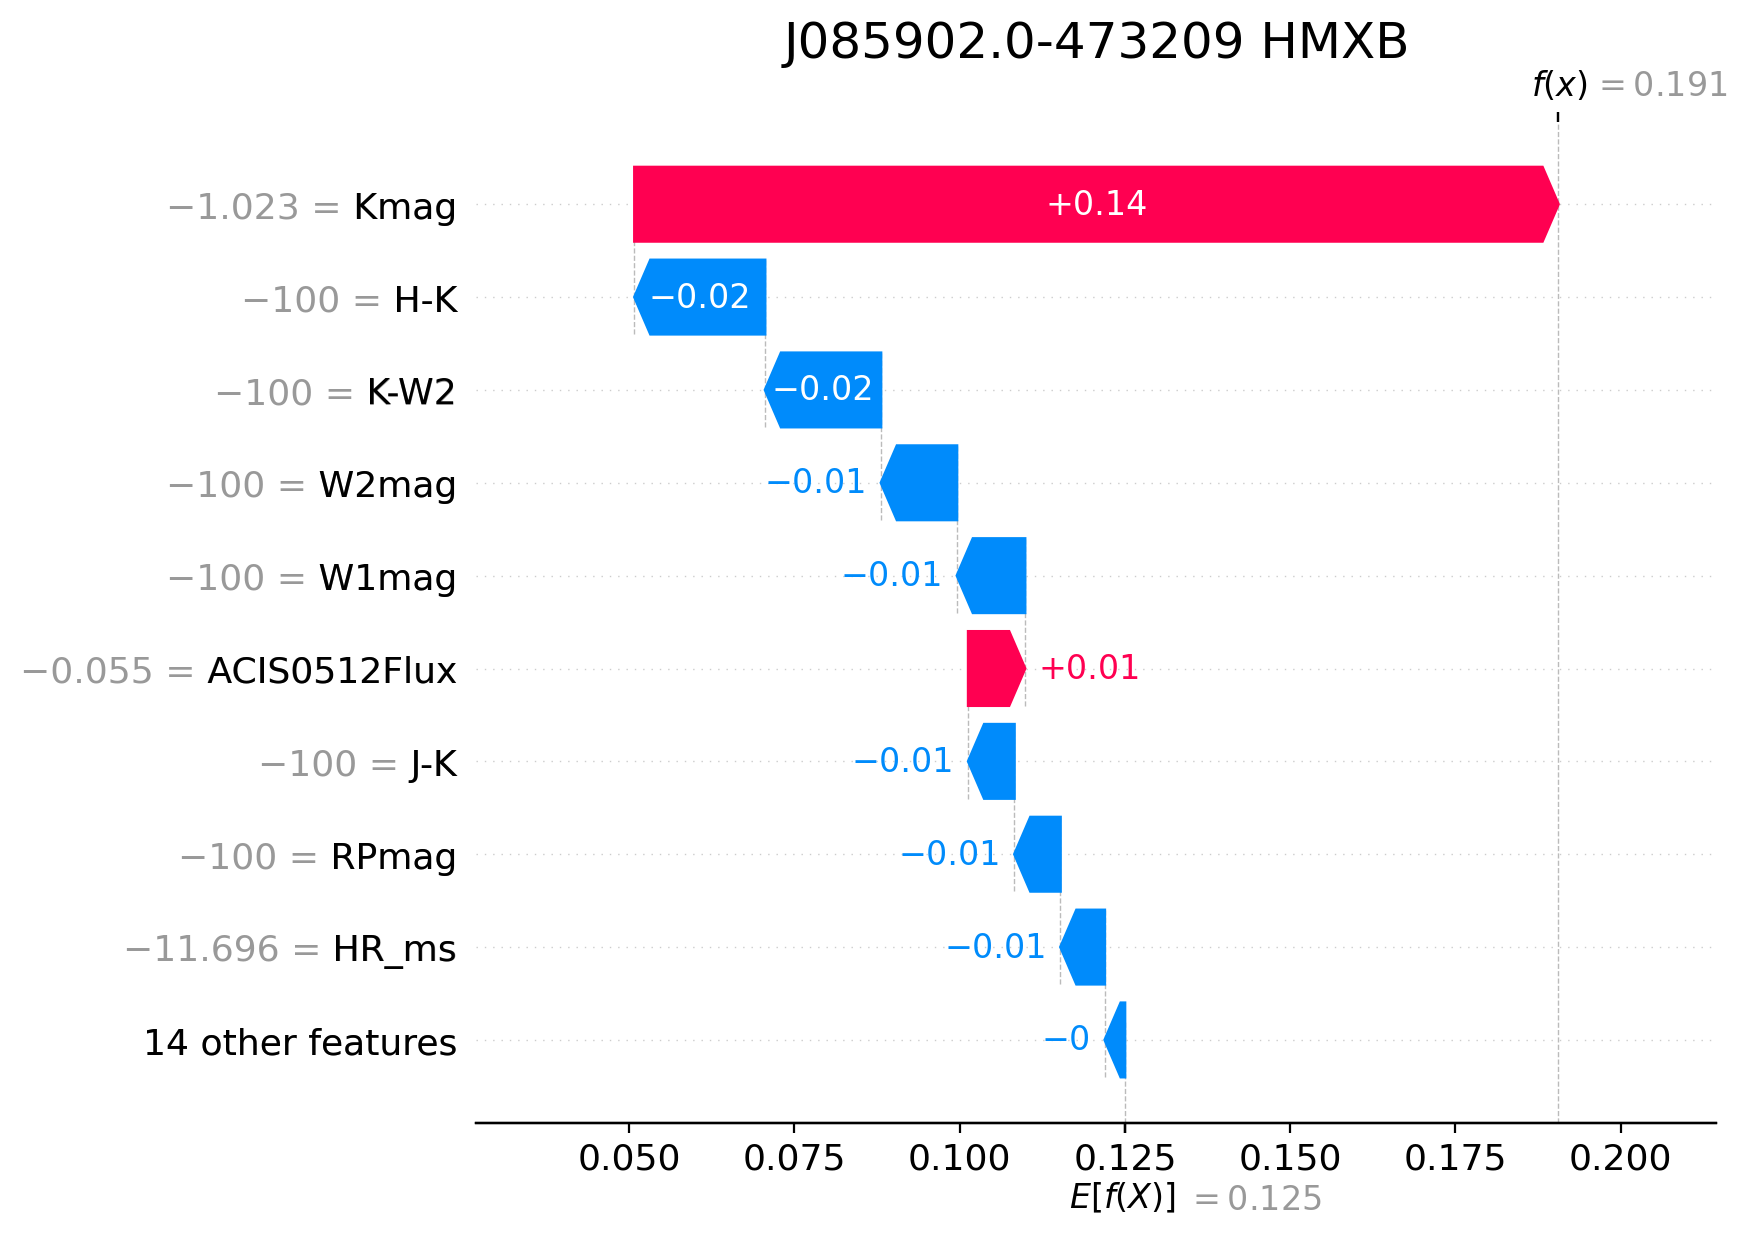 J085902.0-473209 HMXB
f(x) = 0.191
−1.023 = Kmag +0.14
−100 = H-K −0.02
−100 = K-W2 −0.02
−100 = W2mag −0.01
−100 = W1mag −0.01
−0.055 = ACIS0512Flux +0.01
−100 = J-K −0.01
−100 = RPmag −0.01
−11.696 = HR_ms −0.01
14 other features −0
0.050 0.075 0.100 0.125 0.150 0.175 0.200
E[f(X)] = 0.125